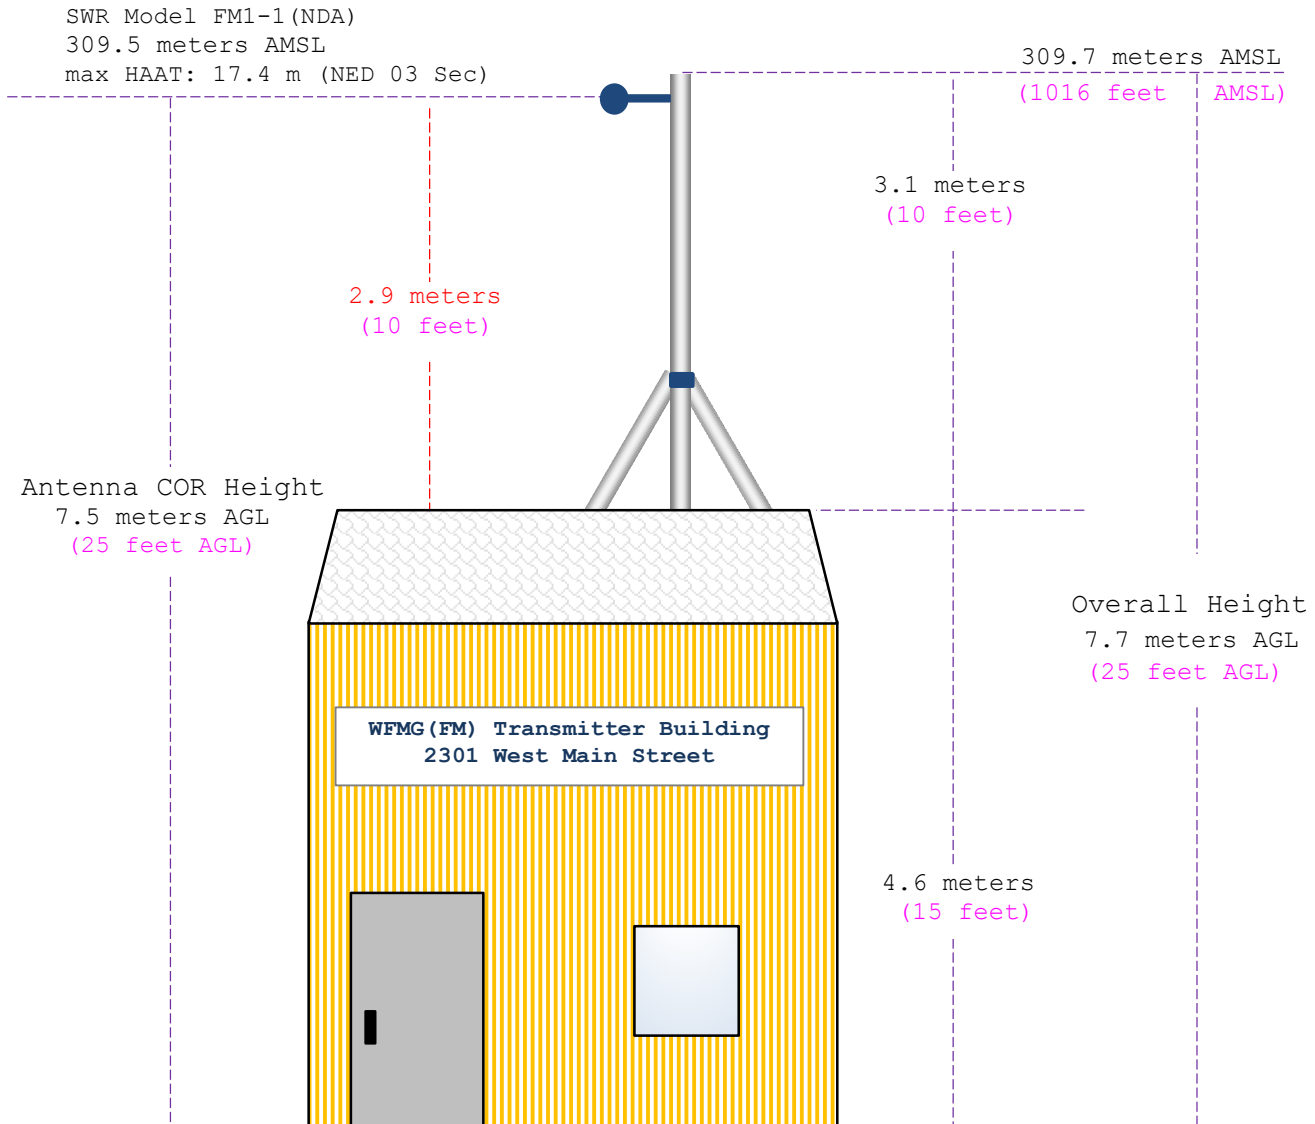 SWR Model FM1-1(NDA)
309.5 meters AMSL
max HAAT: 17.4 m (NED 03 Sec)
309.7 meters AMSL
(1016 feet AMSL)
3.1 meters
(10 feet)
2.9 meters
(10 feet)
Antenna COR Height
7.5 meters AGL
(25 feet AGL)
Overall Height
7.7 meters AGL
(25 feet AGL)
WFMG(FM) Transmitter Building
2301 West Main Street
4.6 meters
(15 feet)